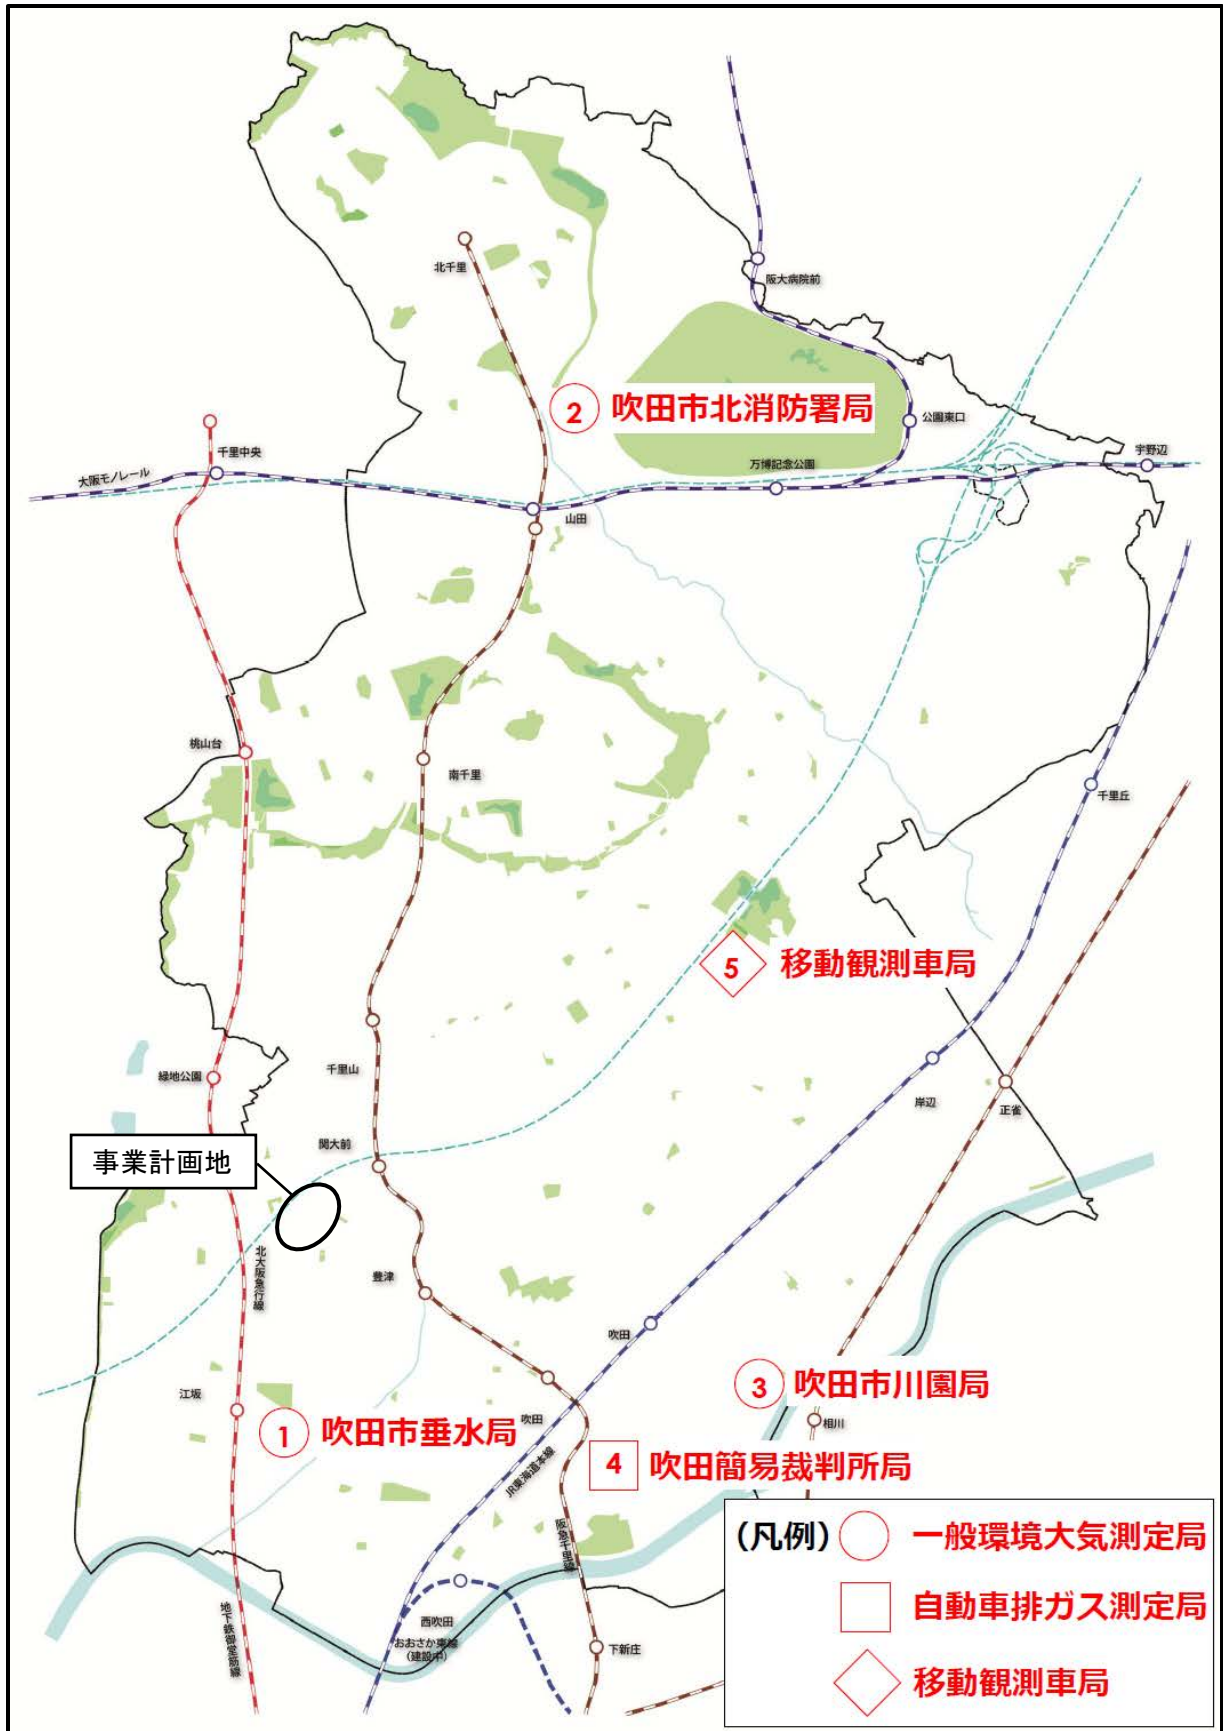 北千里
阪大病院前
2 吹田市北消防署局
公園東口
千里中央
大阪モノレール
万博記念公園
宇野辺
山田
桃山台
南千里
千里丘
5 移動観測車局
千里山
緑地公園
岸辺
正雀
関大前
事業計画地
北大阪急行線
豊津
吹田
江坂
3 吹田市川園局
1 吹田市垂水局
吹田
相川
4 吹田簡易裁判所局
JR東海道本線
阪急千里線
西吹田
おおさか東線
(建設中)
地下鉄御堂筋線
下新庄
(凡例)
一般環境大気測定局
自動車排ガス測定局
移動観測車局